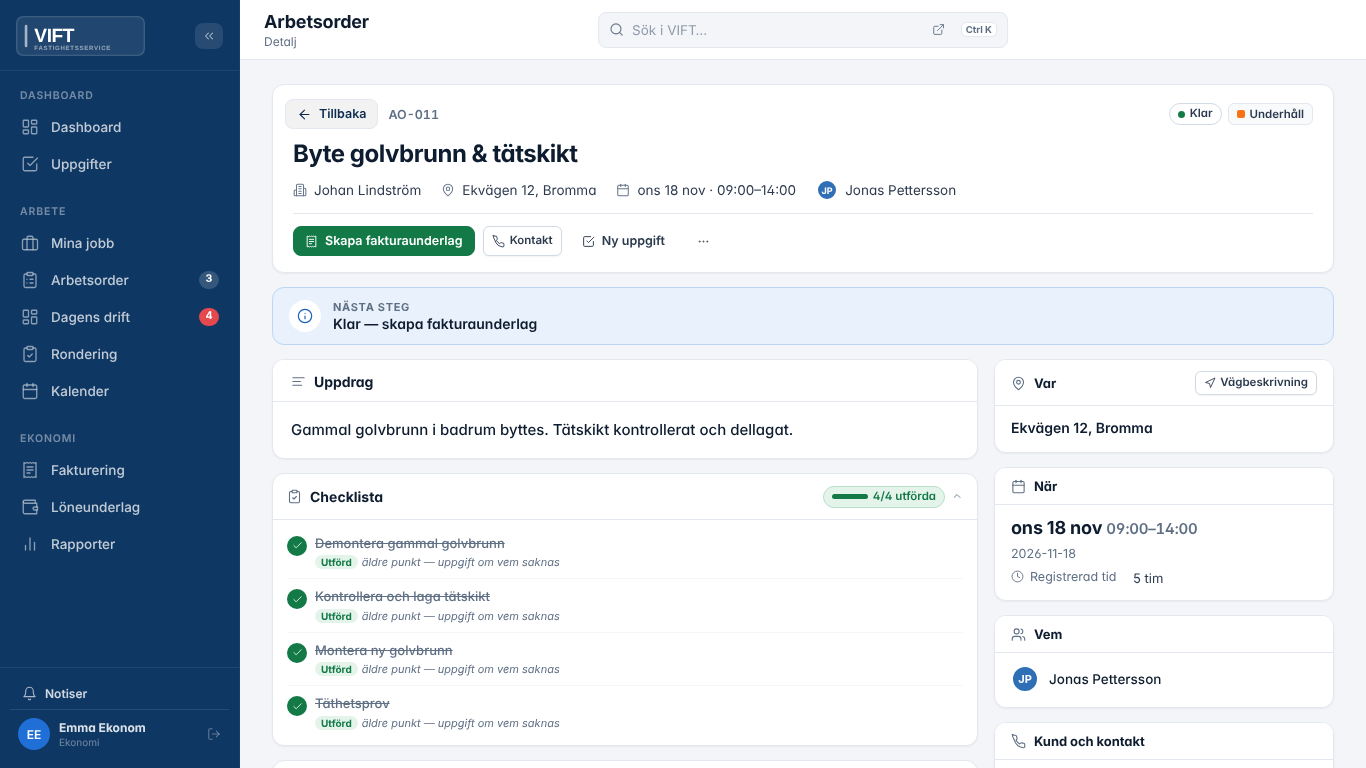 VIFT
FASTIGHETSSERVICE
DASHBOARD
Dashboard
Uppgifter
ARBETE
Mina jobb
Arbetsorder 3
Dagens drift 4
Rondering
Kalender
EKONOMI
Fakturering
Löneunderlag
Rapporter
Notiser
EE Emma Ekonom
Ekonomi
Arbetsorder
Detalj
Sök i VIFT...
Ctrl K
Tillbaka AO-011
Klar Underhåll
Byte golvbrunn & tätskikt
Johan Lindström Ekvägen 12, Bromma ons 18 nov · 09:00–14:00 JP Jonas Pettersson
Skapa fakturaunderlag Kontakt Ny uppgift ...
NÄSTA STEG
Klar — skapa fakturaunderlag
Uppdrag
Gammal golvbrunn i badrum byttes. Tätskikt kontrollerat och dellagat.
Checklista 4/4 utförda
Demontera gammal golvbrunn
Utförd äldre punkt — uppgift om vem saknas
Kontrollera och laga tätskikt
Utförd äldre punkt — uppgift om vem saknas
Montera ny golvbrunn
Utförd äldre punkt — uppgift om vem saknas
Täthetsprov
Utförd äldre punkt — uppgift om vem saknas
Var Vägbeskrivning
Ekvägen 12, Bromma
När
ons 18 nov 09:00–14:00
2026-11-18
Registrerad tid 5 tim
Vem
JP Jonas Pettersson
Kund och kontakt